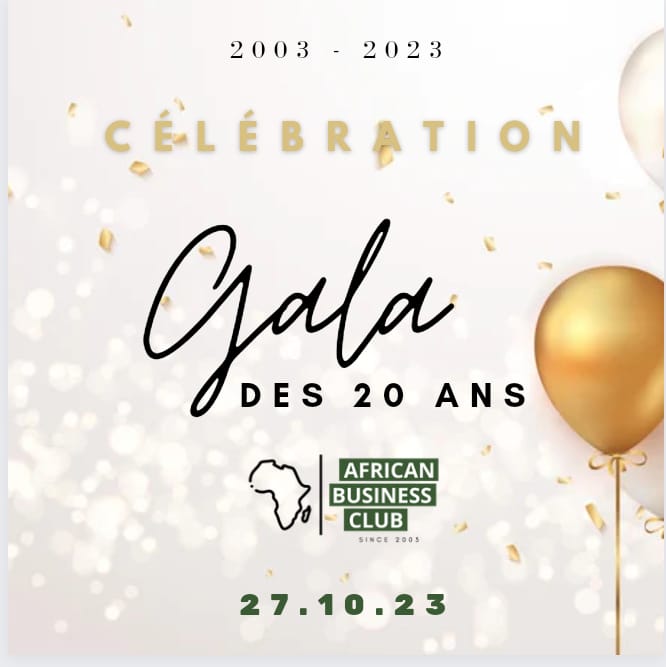 2003 - 2023
CÉLÉBRATION
Gala
DES 20 ANS
AFRICAN
BUSINESS
CLUB
SINCE 2003
27.10.23